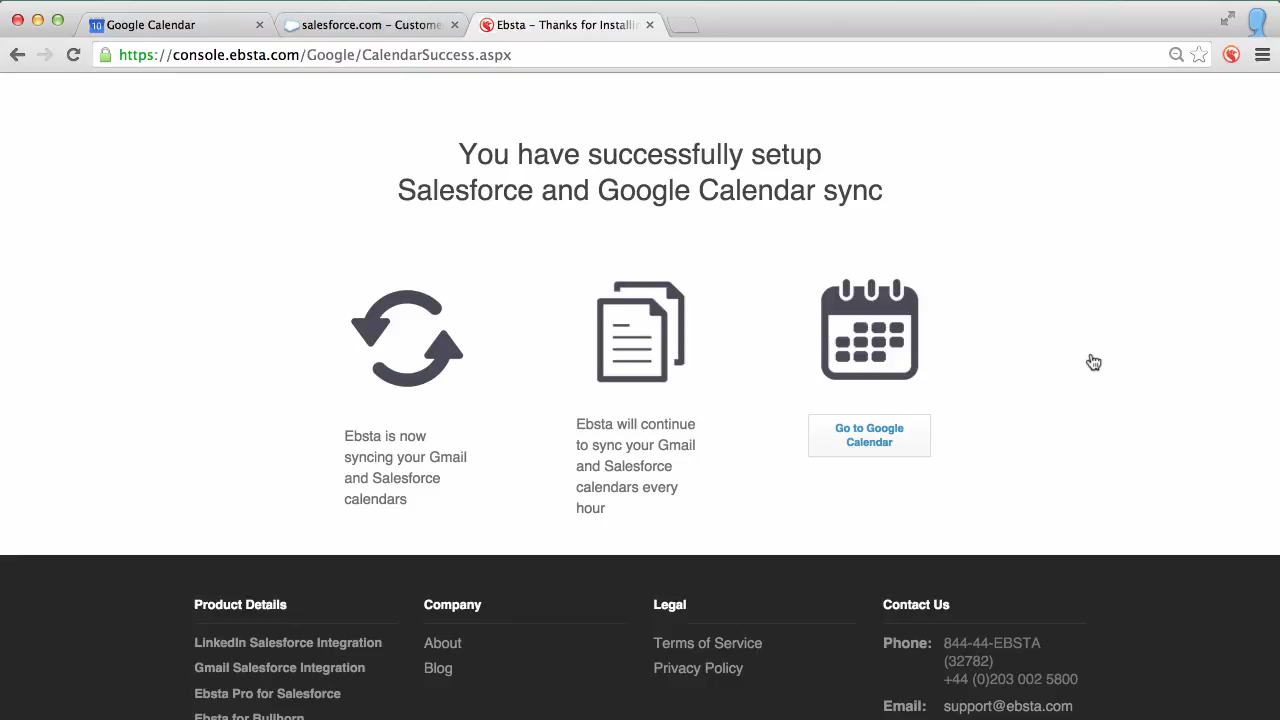 Google Calendar
salesforce.com - Custome
Ebsta - Thanks for Installin
https://console.ebsta.com/Google/CalendarSuccess.aspx
You have successfully setup
Salesforce and Google Calendar sync
Ebsta is now
syncing your Gmail
and Salesforce
calendars
Ebsta will continue
to sync your Gmail
and Salesforce
calendars every
hour
Go to Google
Calendar
Product Details
LinkedIn Salesforce Integration
Gmail Salesforce Integration
Ebsta Pro for Salesforce
Ebsta for Bullhorn
Company
About
Blog
Legal
Terms of Service
Privacy Policy
Contact Us
Phone: 844-44-EBSTA
(32782)
+44 (0)203 002 5800
Email: support@ebsta.com